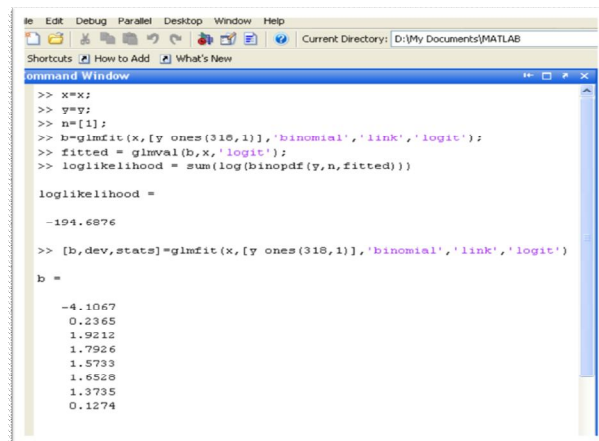 ile Edit Debug Parallel Desktop Window Help
Current Directory: D:\My Documents\MATLAB
Shortcuts How to Add What's New
ommand Window
>> x=x;
>> y=y;
>> n=[1];
>> b=glmfit(x,[y ones(318,1)],'binomial','link','logit');
>> fitted = glmval(b,x,'logit');
>> loglikelihood = sum(log(binopdf(y,n,fitted)))
loglikelihood =
-194.6876
>> [b,dev,stats]=glmfit(x,[y ones(318,1)],'binomial','link','logit')
b =
-4.1067
0.2365
1.9212
1.7926
1.5733
1.6528
1.3735
0.1274